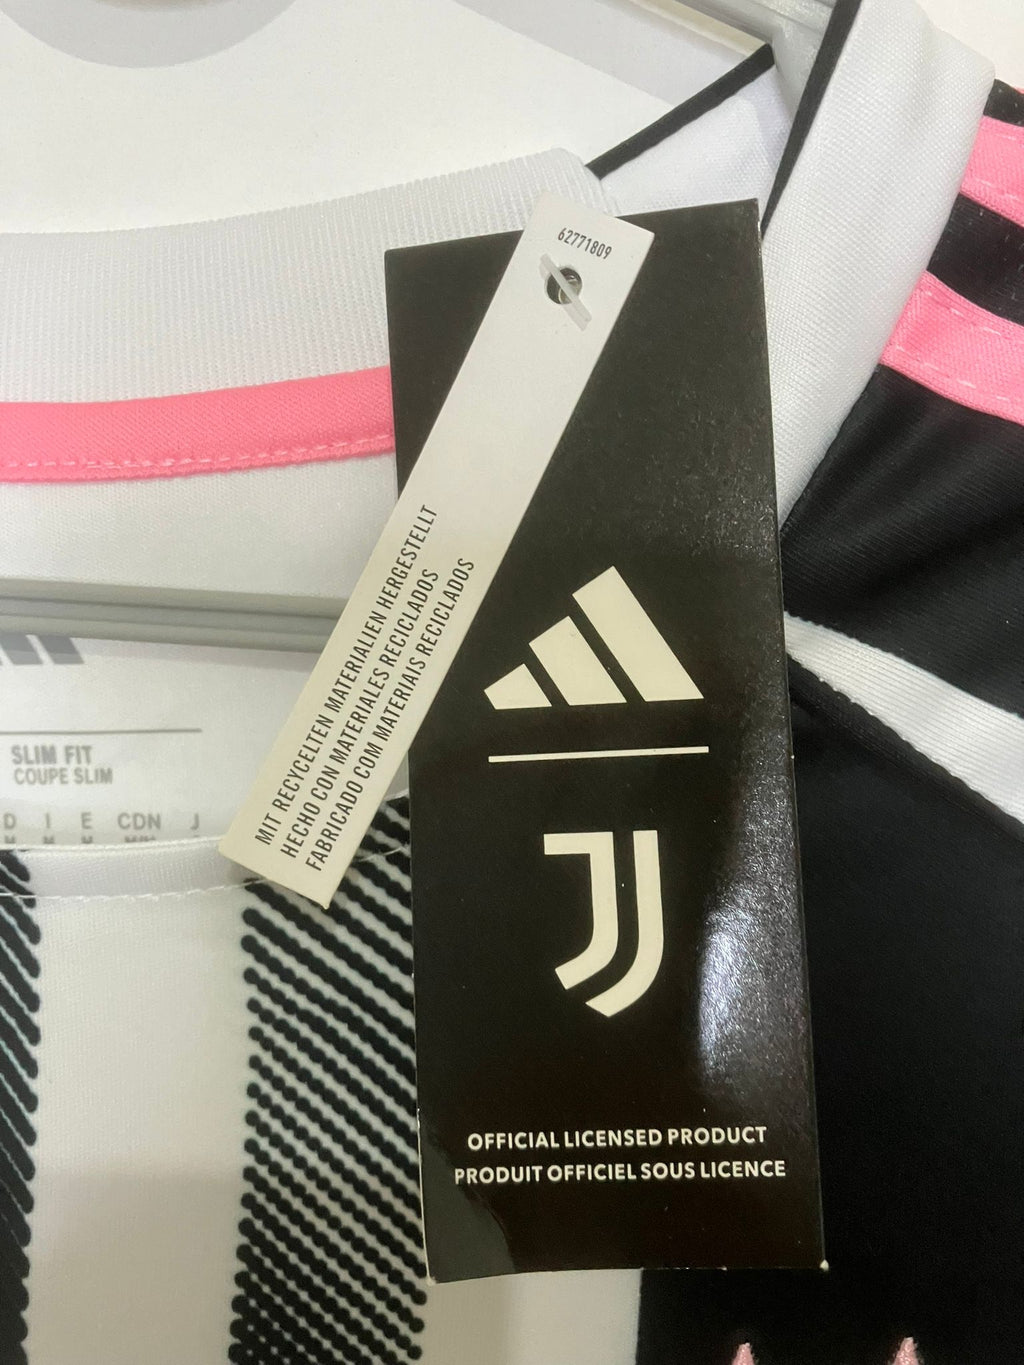 62771809
MIT RECYCELTEN MATERIALIEN HERGESTELLT
HECHO CON MATERIALES RECICLADOS
FABRICADO COM MATERIAIS RECICLADOS
SLIM FIT
COUPE SLIM
D I E CDN J
OFFICIAL LICENSED PRODUCT
PRODUIT OFFICIEL SOUS LICENCE